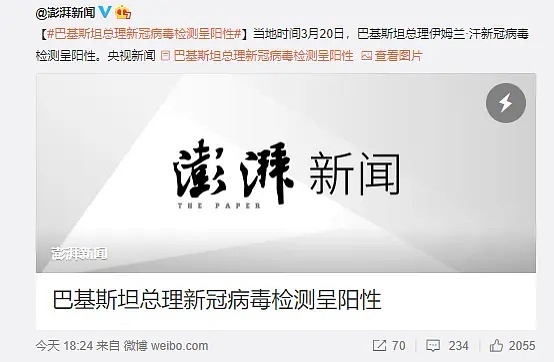 @澎湃新闻
【#巴基斯坦总理新冠病毒检测呈阳性#】当地时间3月20日，巴基斯坦总理伊姆兰·汗新冠病毒
检测呈阳性。央视新闻 巴基斯坦总理新冠病毒检测呈阳性 查看图片
澎湃新闻
THE PAPER
澎湃新闻
巴基斯坦总理新冠病毒检测呈阳性
今天 18:24 来自 微博 weibo.com 70 234 2055